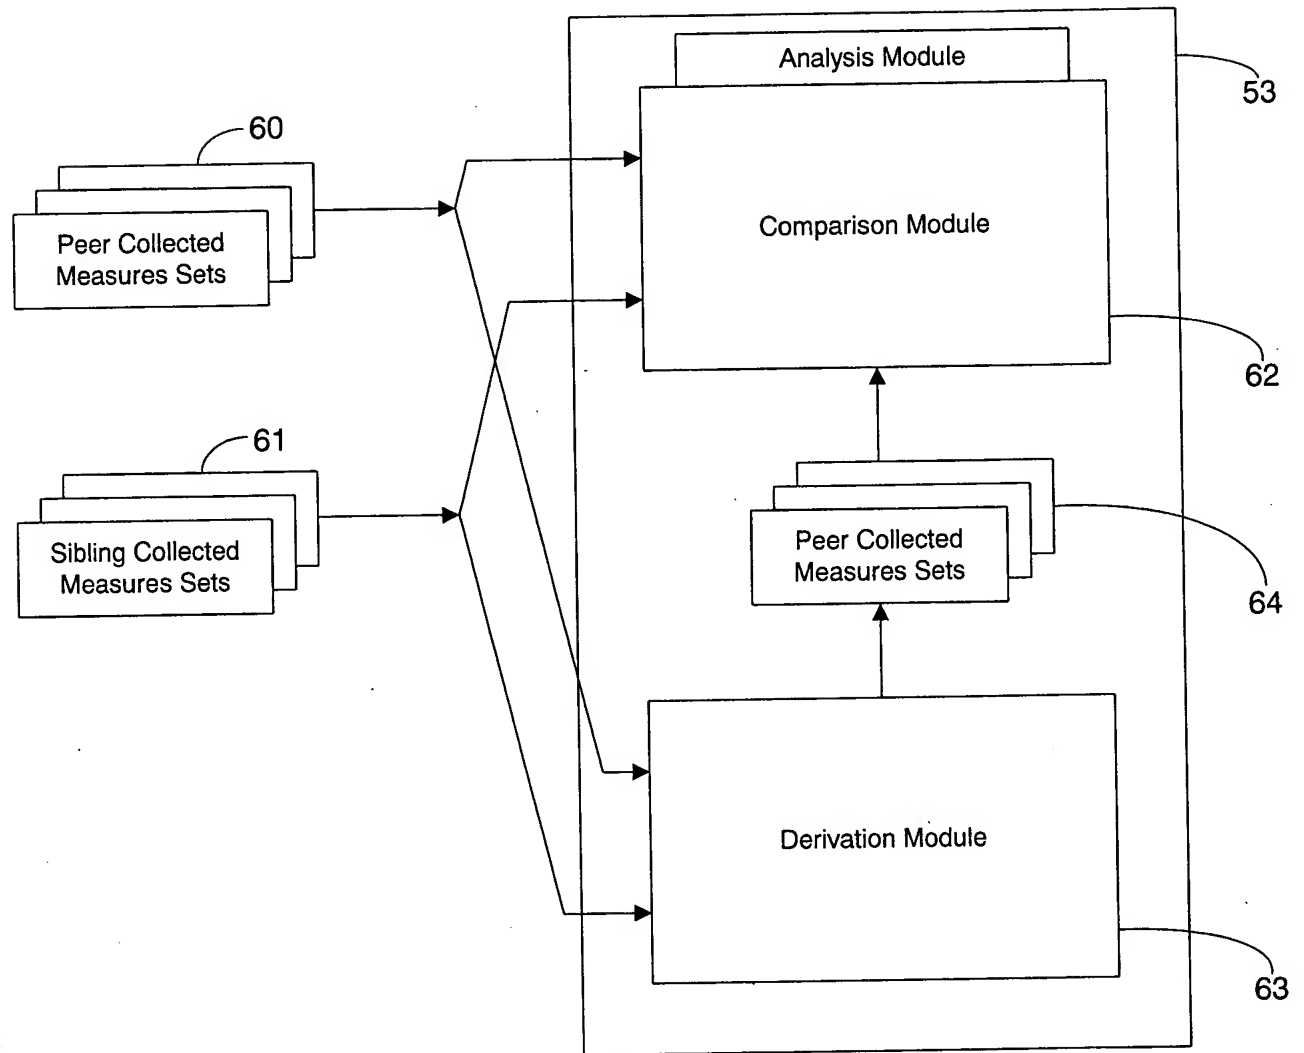 Analysis Module
53
60
Peer Collected
Measures Sets
Comparison Module
62
61
Sibling Collected
Measures Sets
Peer Collected
Measures Sets
64
Derivation Module
63